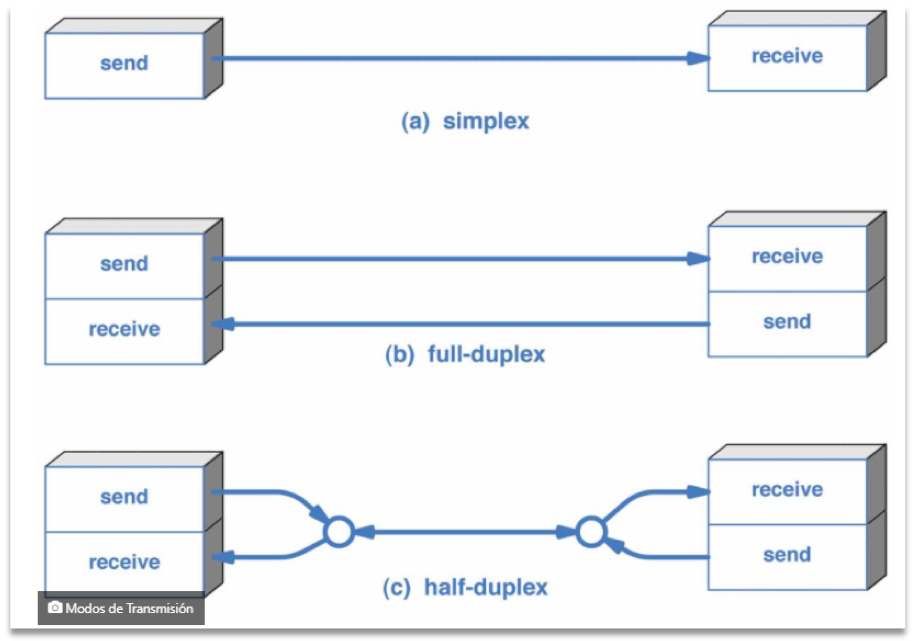 send
receive
(a) simplex
send
receive
receive
send
(b) full-duplex
send
receive
receive
send
(c) half-duplex
Modos de Transmisión